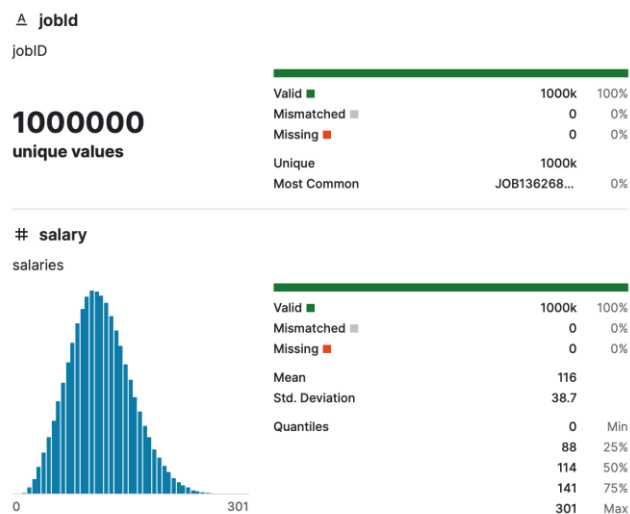 A jobId
jobID
1000000
unique values
Valid 1000k 100%
Mismatched 0 0%
Missing 0 0%
Unique 1000k
Most Common JOB136268... 0%
# salary
salaries
0 301
Valid 1000k 100%
Mismatched 0 0%
Missing 0 0%
Mean 116
Std. Deviation 38.7
Quantiles 0 Min
88 25%
114 50%
141 75%
301 Max